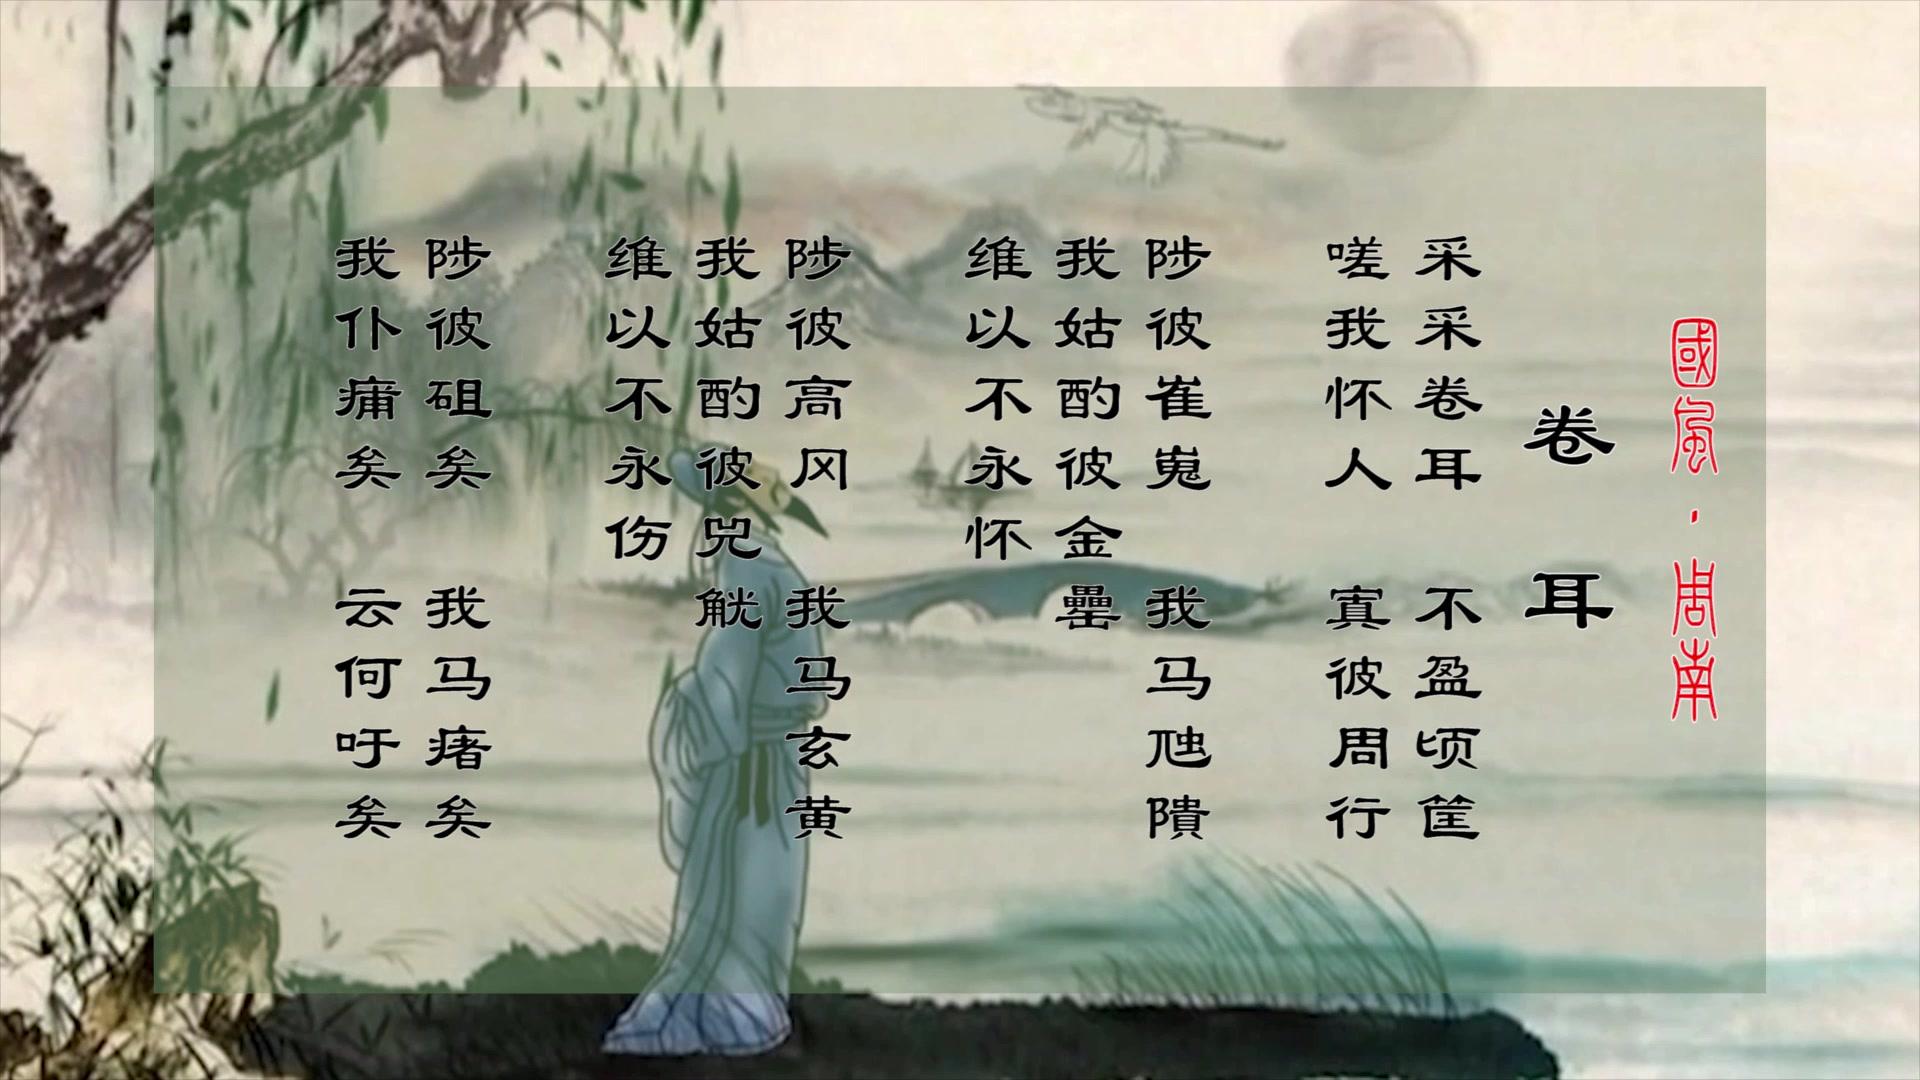 國風·周南
卷耳
采采卷耳 不盈顷筐
嗟我怀人 寘彼周行
陟彼崔嵬 我马虺隤
我姑酌彼金罍
维以不永怀
陟彼高冈 我马玄黄
我姑酌彼兕觥
维以不永伤
陟彼砠矣 我马瘏矣
我仆痡矣 云何吁矣